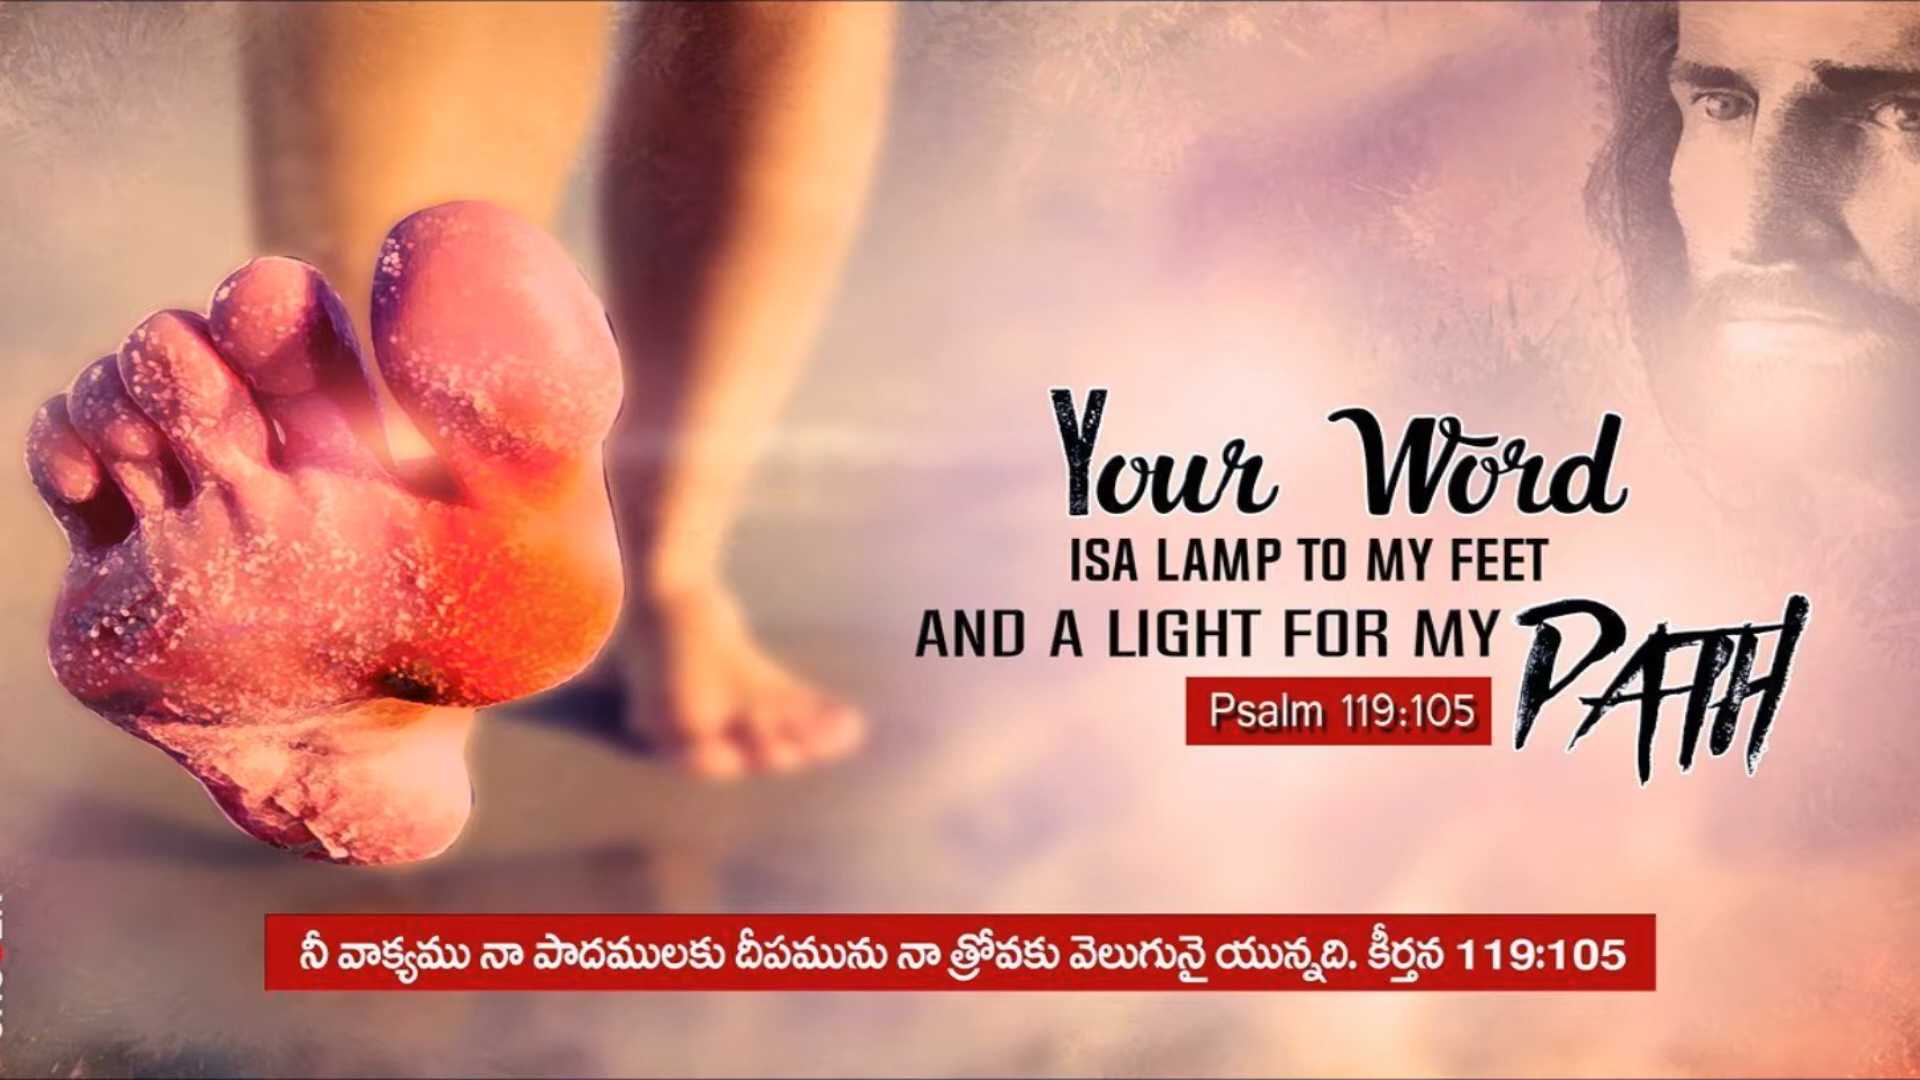 Your Word
ISA LAMP TO MY FEET
AND A LIGHT FOR MY PATH
Psalm 119:105
నీ వాక్యము నా పాదములకు దీపమును నా త్రోవకు వెలుగునై యున్నది. కీర్తన 119:105